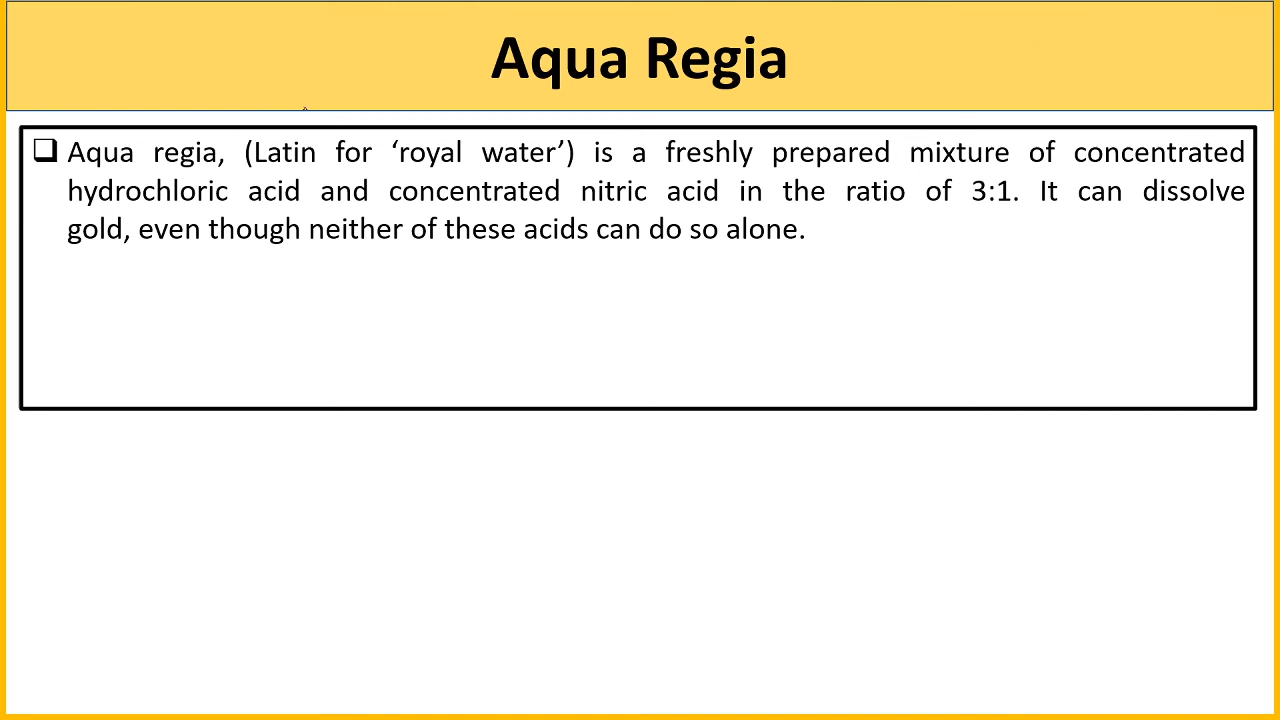 Aqua Regia
❑ Aqua regia, (Latin for ‘royal water’) is a freshly prepared mixture of concentrated
hydrochloric acid and concentrated nitric acid in the ratio of 3:1. It can dissolve
gold, even though neither of these acids can do so alone.